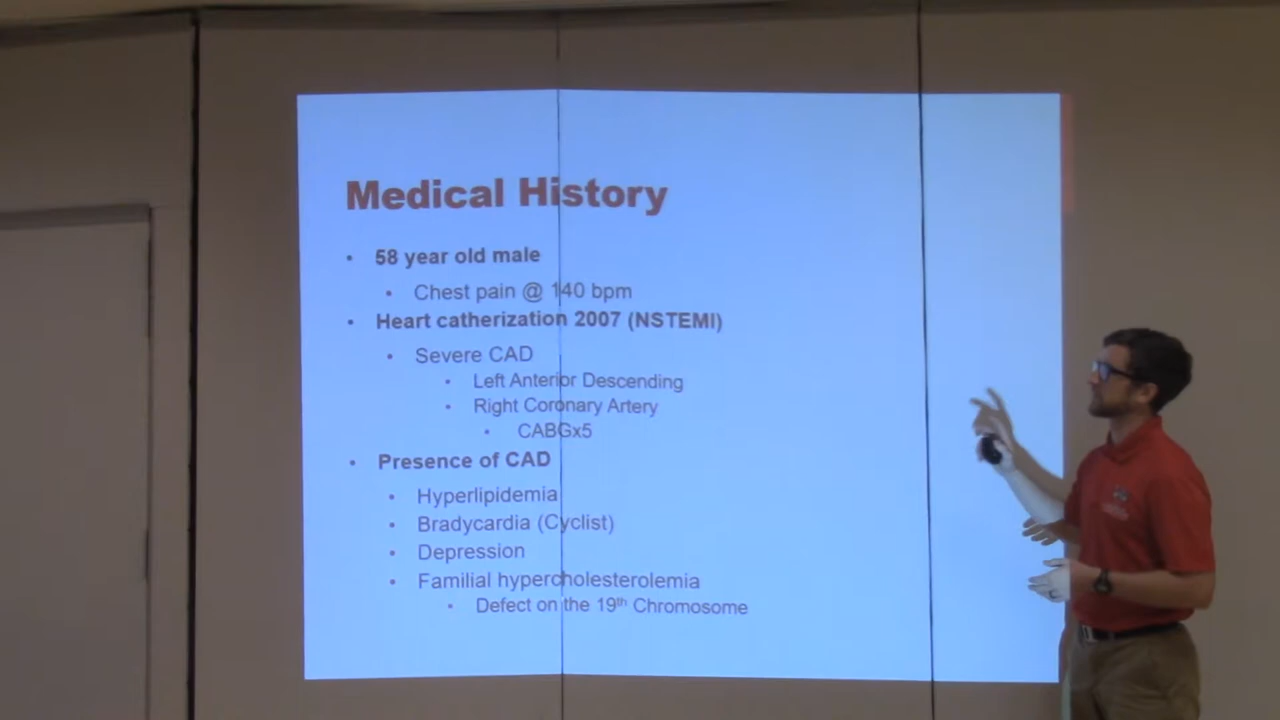 Medical History
• 58 year old male
• Chest pain @ 140 bpm
• Heart catherization 2007 (NSTEMI)
• Severe CAD
• Left Anterior Descending
• Right Coronary Artery
• CABGx5
• Presence of CAD
• Hyperlipidemia
• Bradycardia (Cyclist)
• Depression
• Familial hypercholesterolemia
• Defect on the 19th Chromosome